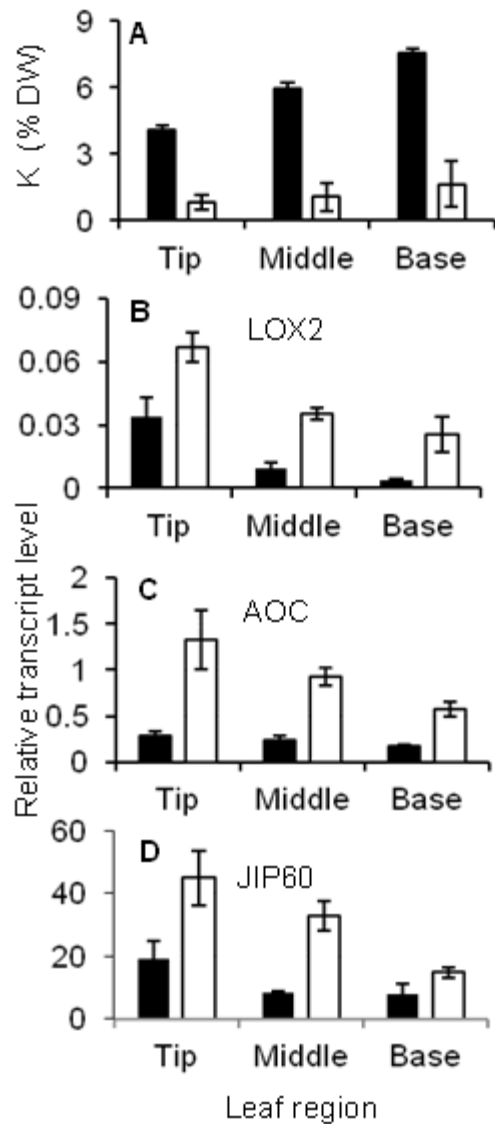 A
K (% DW)
9
6
3
0
Tip Middle Base
B
LOX2
0.09
0.06
0.03
0
Tip Middle Base
Relative transcript level
C
AOC
2
1.5
1
0.5
0
Tip Middle Base
D
JIP60
60
40
20
0
Tip Middle Base
Leaf region